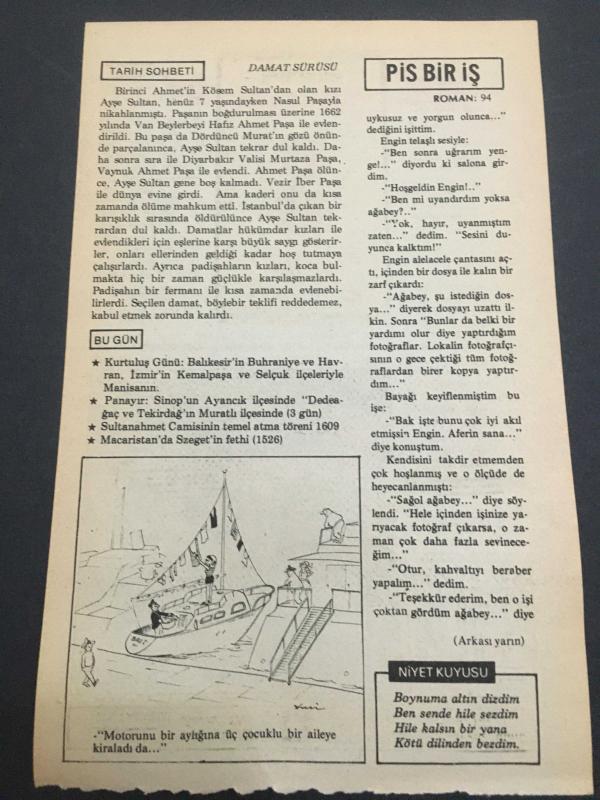 TARİH SOHBETİ
DAMAT SÜRÜSÜ
Birinci Ahmet'in Kösem Sultan'dan olan kızı
Ayşe Sultan, henüz 7 yaşındayken Nasul Paşayla
nikahlanmıştı. Paşanın boğdurulması üzerine 1662
yılında Van Beylerbeyi Hafız Ahmet Paşa ile evlen-
dirildi. Bu paşa da Dördüncü Murat'ın gözü önün-
de parçalanınca, Ayşe Sultan tekrar dul kaldı. Da-
ha sonra sıra ile Diyarbakır Valisi Murtaza Paşa,
Vaynuk Ahmet Paşa ile evlendi. Ahmet Paşa ölün-
ce, Ayşe Sultan gene boş kalmadı. Vezir İber Paşa
ile dünya evine girdi. Ama kaderi onu da kısa
zamanda ölüme mahkum etti. İstanbul'da çıkan bir
karışıklık sırasında öldürülünce Ayşe Sultan tek-
rardan dul kaldı. Damatlar hükümdar kızları ile
evlendikleri için eşlerine karşı büyük saygı gösterir-
ler, onları ellerinden geldiği kadar hoş tutmaya
çalışırlardı. Ayrıca padişahların kızları, koca bul-
makta hiç bir zaman güçlükle karşılaşmazlardı.
Padişahın bir fermanı ile kısa zamanda evlenebi-
lirlerdi. Seçilen damat, böylebir teklifi reddedemez,
kabul etmek zorunda kalırdı.
BU GÜN
★ Kurtuluş Günü: Balıkesir'in Buhraniye ve Hav-
ran, İzmir'in Kemalpaşa ve Selçuk ilçeleriyle
Manisanın.
★ Panayır: Sinop'un Ayancık ilçesinde "Dedea-
ğaç ve Tekirdağ'ın Muratlı ilçesinde (3 gün)
★ Sultanahmet Camisinin temel atma töreni 1609
★ Macaristan'da Szeget'in fethi (1526)
-"Motorunu bir aylığına üç çocuklu bir aileye
kiraladı da..."
PİS BİR İŞ
ROMAN: 94
uykusuz ve yorgun olunca..."
dediğini işittim.
Engin telaşlı sesiyle:
-"Ben sonra uğrarım yen-
ge!..." diyordu ki salona gir-
dim.
-"Hoşgeldin Engin!.."
-"Ben mi uyandırdım yoksa
ağabey?.."
-"Yok, hayır, uyanmıştım
zaten..." dedim. "Sesini du-
yunca kalktım!"
Engin alelacele çantasını aç-
tı, içinden bir dosya ile kalın bir
zarf çıkardı:
-"Ağabey, şu istediğin dos-
ya..." diyerek dosyayı uzattı il-
kin. Sonra "Bunlar da belki bir
yardımı olur diye yaptırdığım
fotoğraflar. Lokalin fotoğrafçı-
sının o gece çektiği tüm fotoğ-
raflardan birer kopya yaptır-
dım..."
Bayağı keyiflenmiştim bu
işe:
-"Bak işte bunu çok iyi akıl
etmişsin Engin. Aferin sana..."
diye konuştum.
Kendisini takdir etmemden
çok hoşlanmış ve o ölçüde de
heyecanlanmıştı:
-"Sağol ağabey..." diye söy-
lendi. "Hele içinden işinize ya-
rıyacak fotoğraf çıkarsa, o za-
man çok daha fazla sevinece-
ğim..."
-"Otur, kahvaltıyı beraber
yapalım..." dedim.
-"Teşekkür ederim, ben o işi
çoktan gördüm ağabey..." diye
(Arkası yarın)
NİYET KUYUSU
Boynuma altın dizdim
Ben sende hile sezdim
Hile kalsın bir yana
Kötü dilinden bezdim.